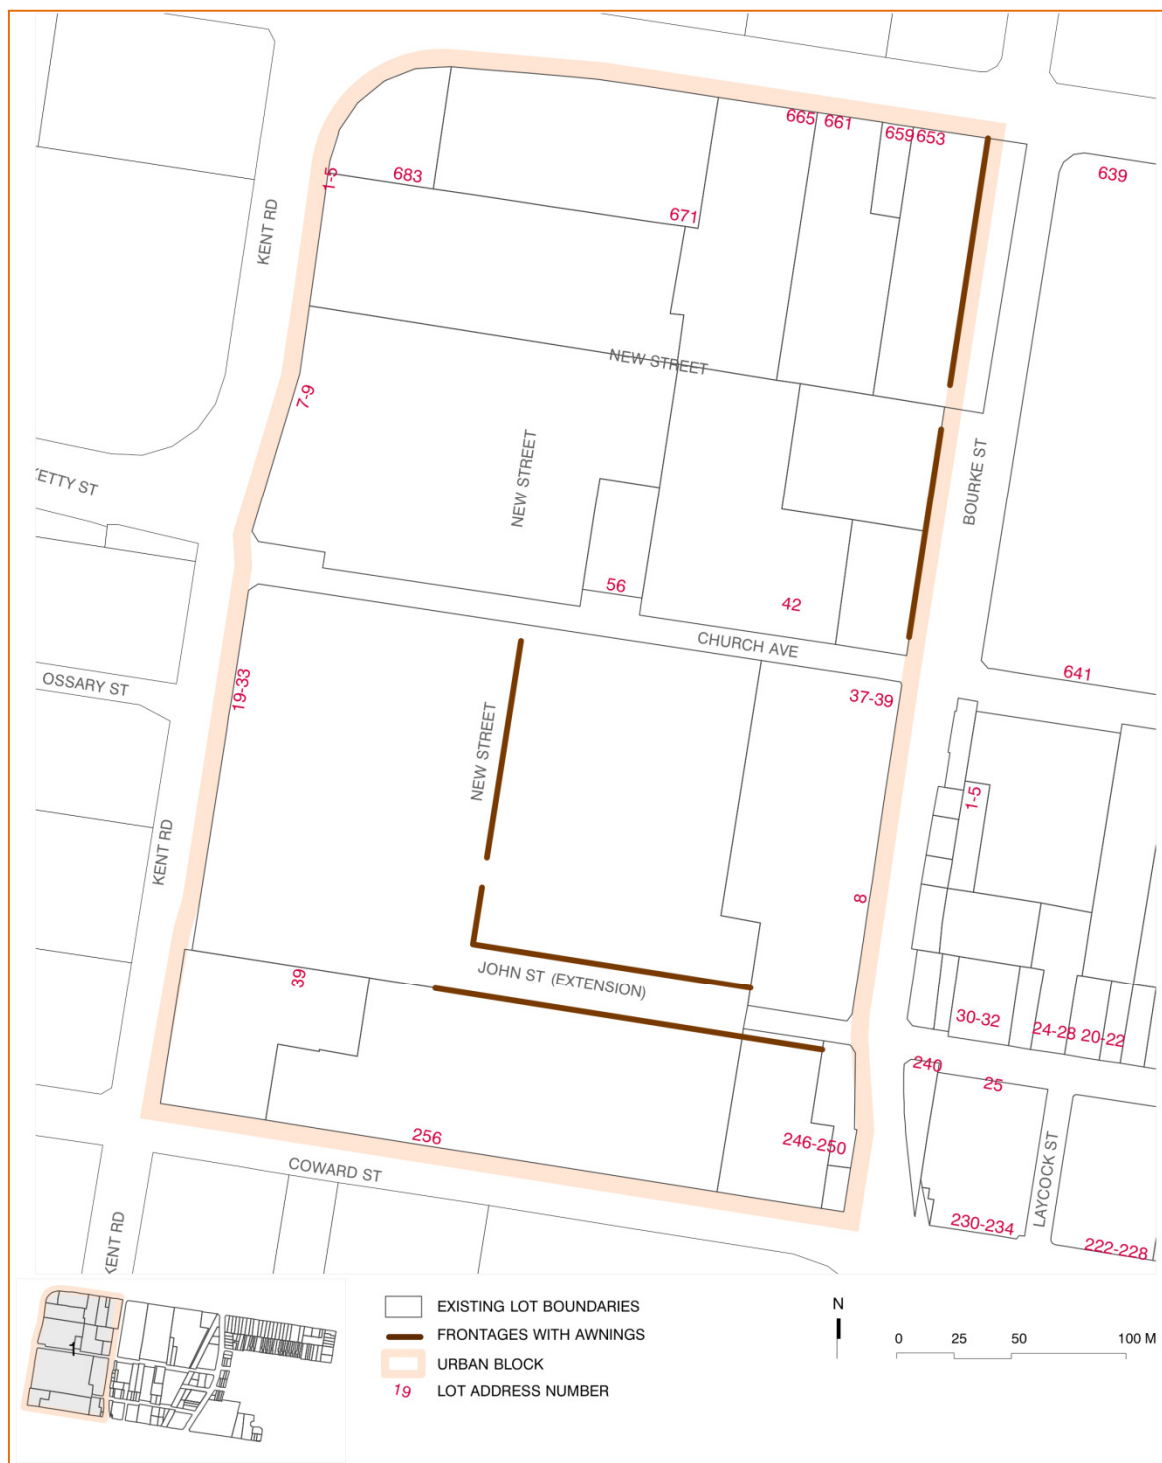 665
661
659
653
639
1-5
683
671
KENT RD
NEW STREET
7-9
NEW STREET
BOURKE ST
KETTY ST
56
42
CHURCH AVE
641
OSSARY ST
19-33
37-39
NEW STREET
1-5
KENT RD
8
39
JOHN ST (EXTENSION)
30-32
24-28
20-22
240
25
256
246-250
COWARD ST
LAYCOCK ST
230-234
222-228
KENT RD
1
EXISTING LOT BOUNDARIES
FRONTAGES WITH AWNINGS
URBAN BLOCK
19 LOT ADDRESS NUMBER
N
0 25 50 100 M